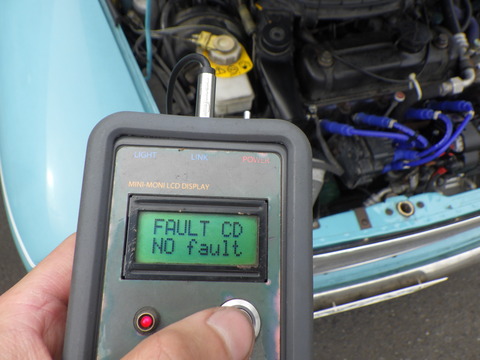 LIGHT LINK POWER
MINI-MONI LCD DISPLAY
FAULT CD
NO fault